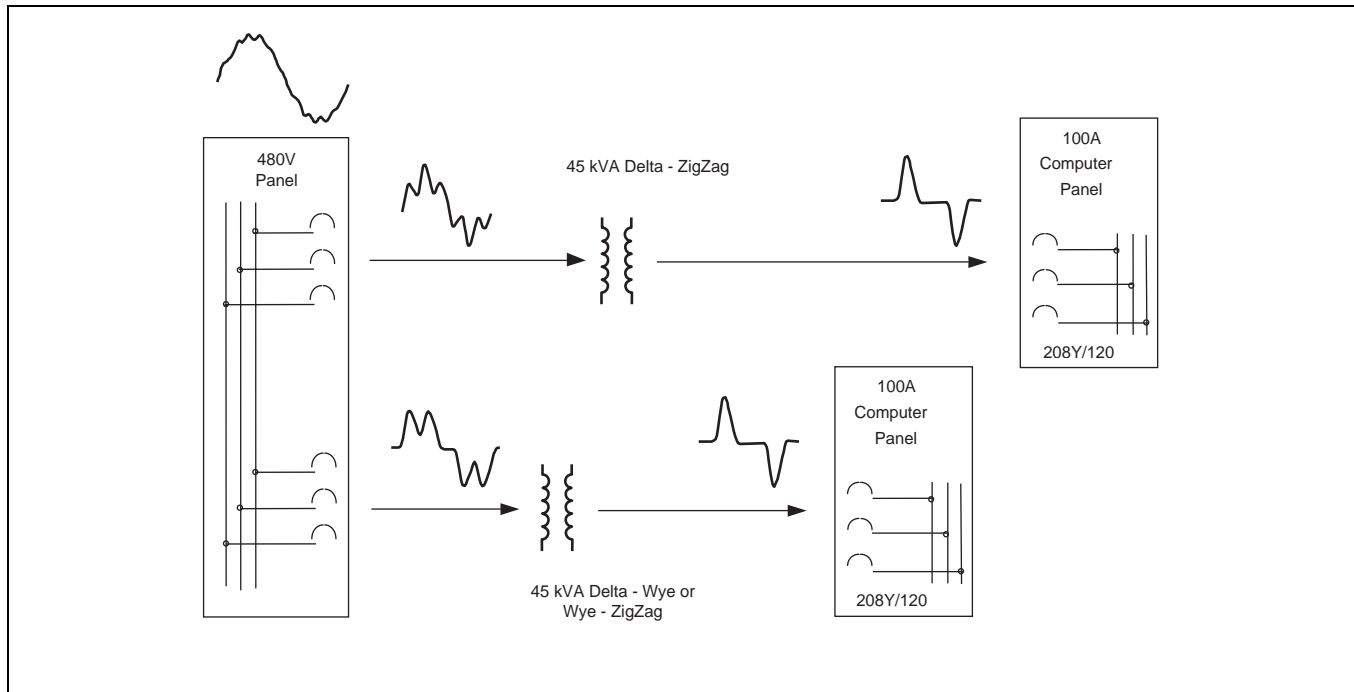 480V
Panel
45 kVA Delta - ZigZag
100A
Computer
Panel
208Y/120
100A
Computer
Panel
208Y/120
45 kVA Delta - Wye or
Wye - ZigZag